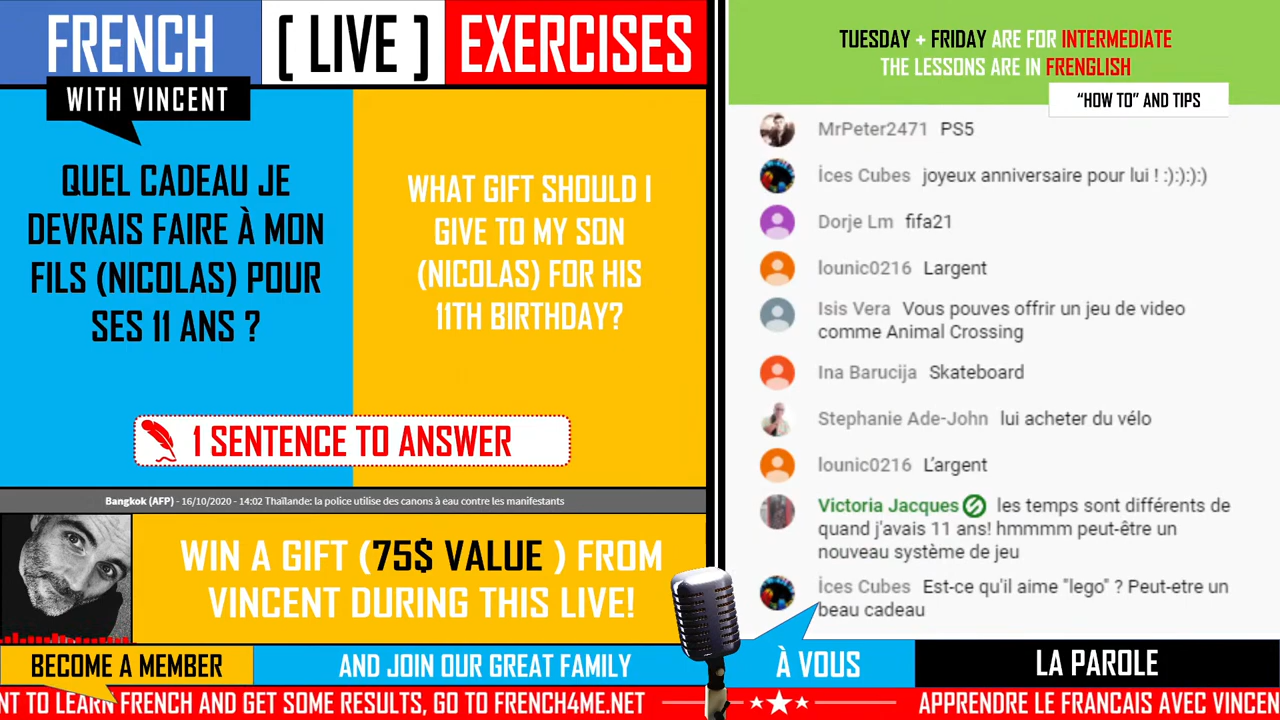 FRENCH [ LIVE ] EXERCISES
WITH VINCENT
QUEL CADEAU JE
DEVRAIS FAIRE À MON
FILS (NICOLAS) POUR
SES 11 ANS ?
WHAT GIFT SHOULD I
GIVE TO MY SON
(NICOLAS) FOR HIS
11TH BIRTHDAY?
1 SENTENCE TO ANSWER
Bangkok (AFP) - 16/10/2020 - 14:02 Thaïlande: la police utilise des canons à eau contre les manifestants
WIN A GIFT (75$ VALUE ) FROM
VINCENT DURING THIS LIVE!
TUESDAY + FRIDAY ARE FOR INTERMEDIATE
THE LESSONS ARE IN FRENGLISH
“HOW TO” AND TIPS
MrPeter2471 PS5
İces Cubes joyeux anniversaire pour lui ! :):):):)
Dorje Lm fifa21
lounic0216 Largent
Isis Vera Vous pouves offrir un jeu de video
comme Animal Crossing
Ina Barucija Skateboard
Stephanie Ade-John lui acheter du vélo
lounic0216 L'argent
Victoria Jacques les temps sont différents de
quand j'avais 11 ans! hmmmm peut-être un
nouveau système de jeu
İces Cubes Est-ce qu'il aime "lego" ? Peut-etre un
beau cadeau
BECOME A MEMBER AND JOIN OUR GREAT FAMILY À VOUS LA PAROLE
NT TO LEARN FRENCH AND GET SOME RESULTS, GO TO FRENCH4ME.NET APPRENDRE LE FRANCAIS AVEC VINCEN